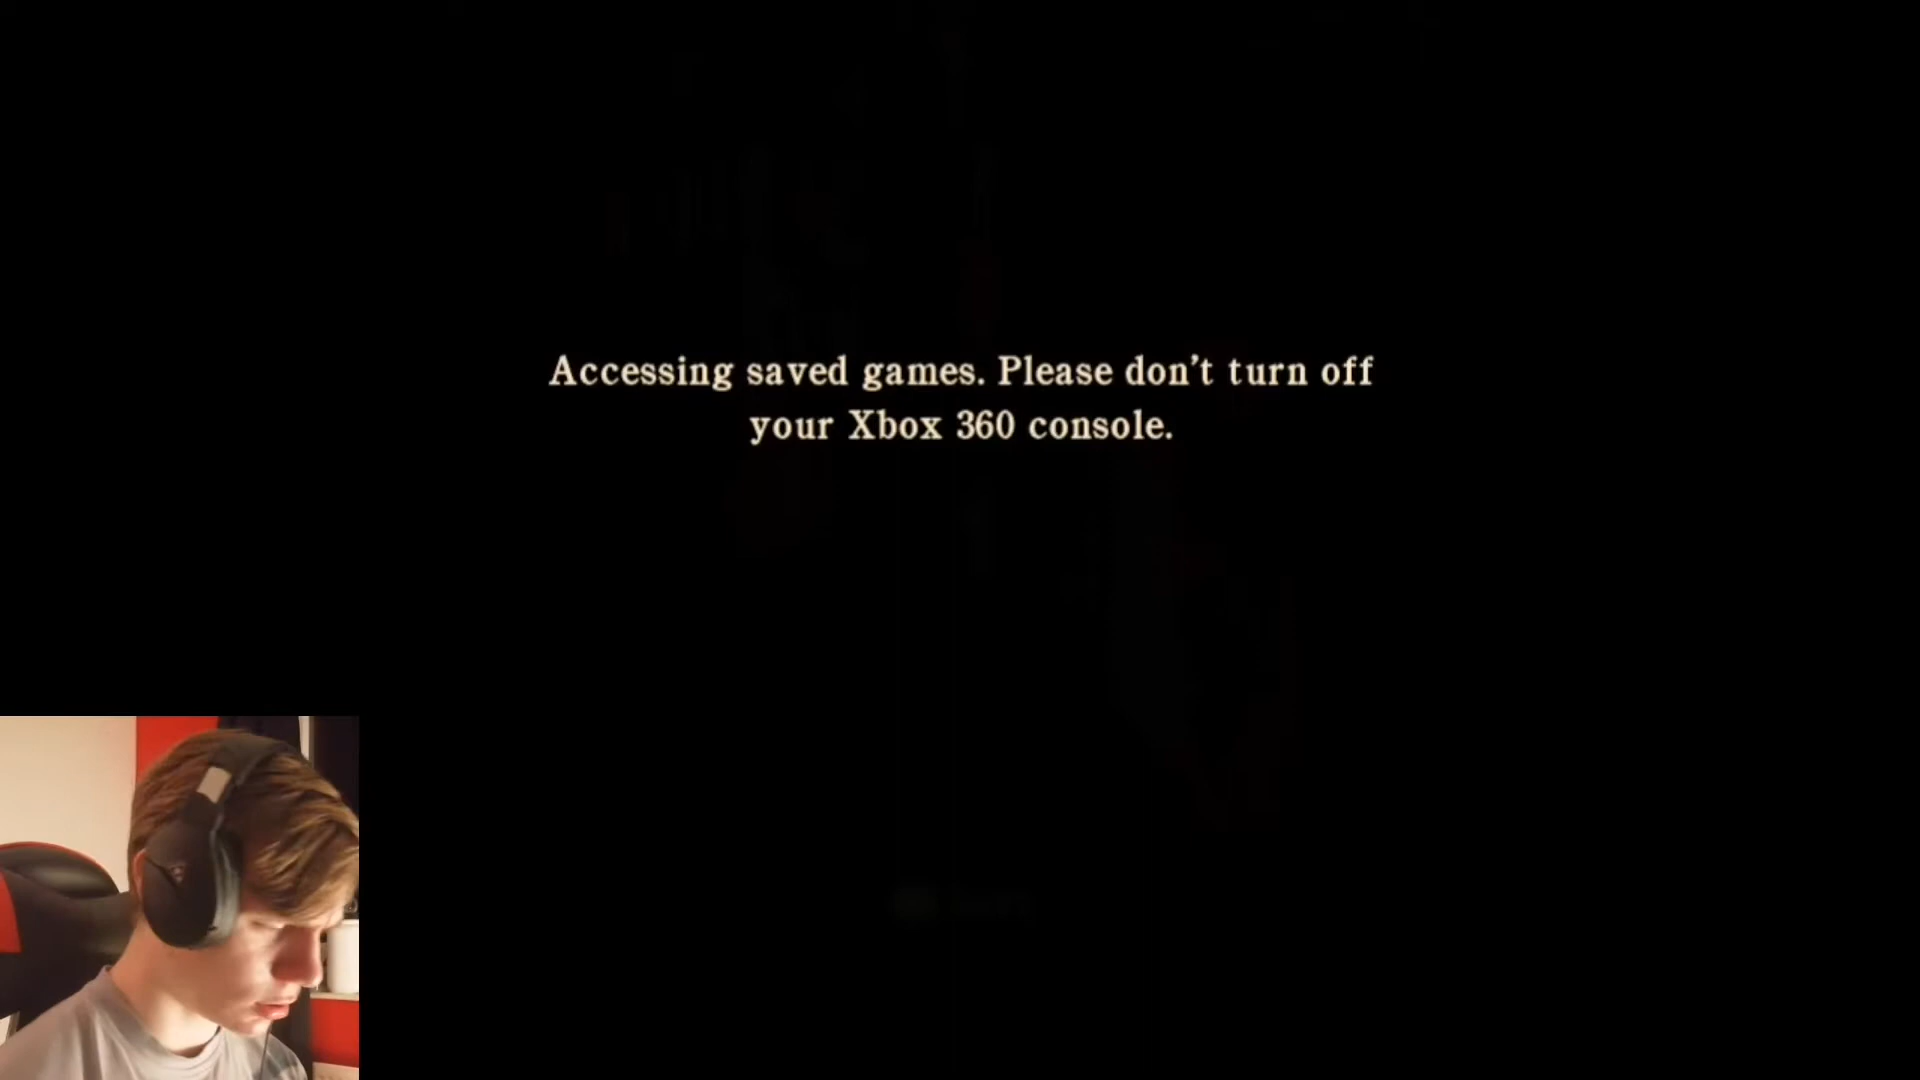 Accessing saved games. Please don't turn off
your Xbox 360 console.